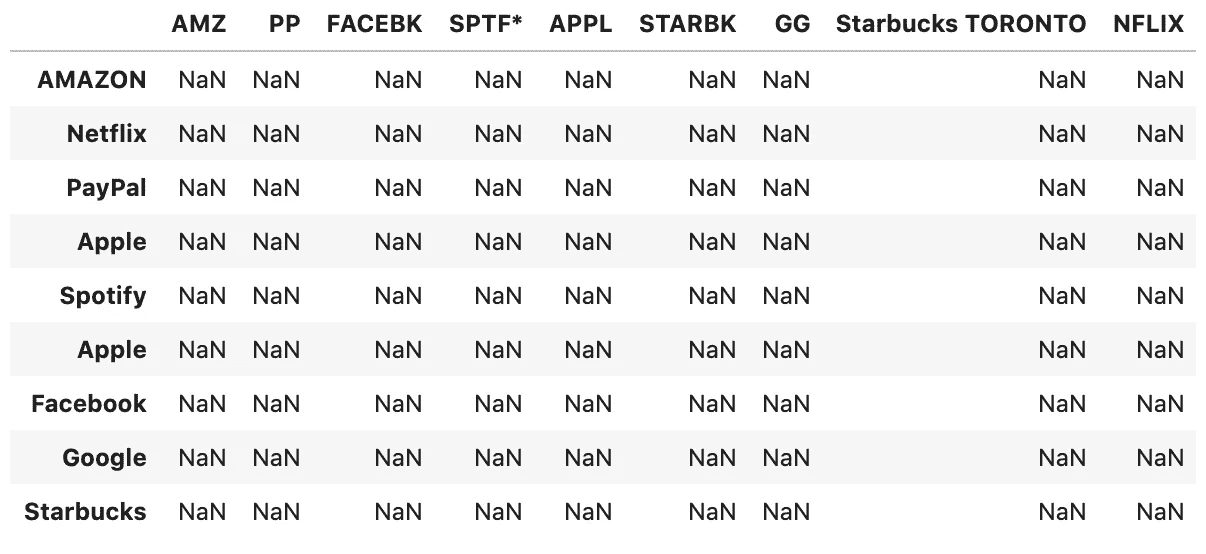 AMZ PP FACEBK SPTF* APPL STARBK GG Starbucks TORONTO NFLIX
AMAZON NaN NaN NaN NaN NaN NaN NaN NaN NaN
Netflix NaN NaN NaN NaN NaN NaN NaN NaN NaN
PayPal NaN NaN NaN NaN NaN NaN NaN NaN NaN
Apple NaN NaN NaN NaN NaN NaN NaN NaN NaN
Spotify NaN NaN NaN NaN NaN NaN NaN NaN NaN
Apple NaN NaN NaN NaN NaN NaN NaN NaN NaN
Facebook NaN NaN NaN NaN NaN NaN NaN NaN NaN
Google NaN NaN NaN NaN NaN NaN NaN NaN NaN
Starbucks NaN NaN NaN NaN NaN NaN NaN NaN NaN